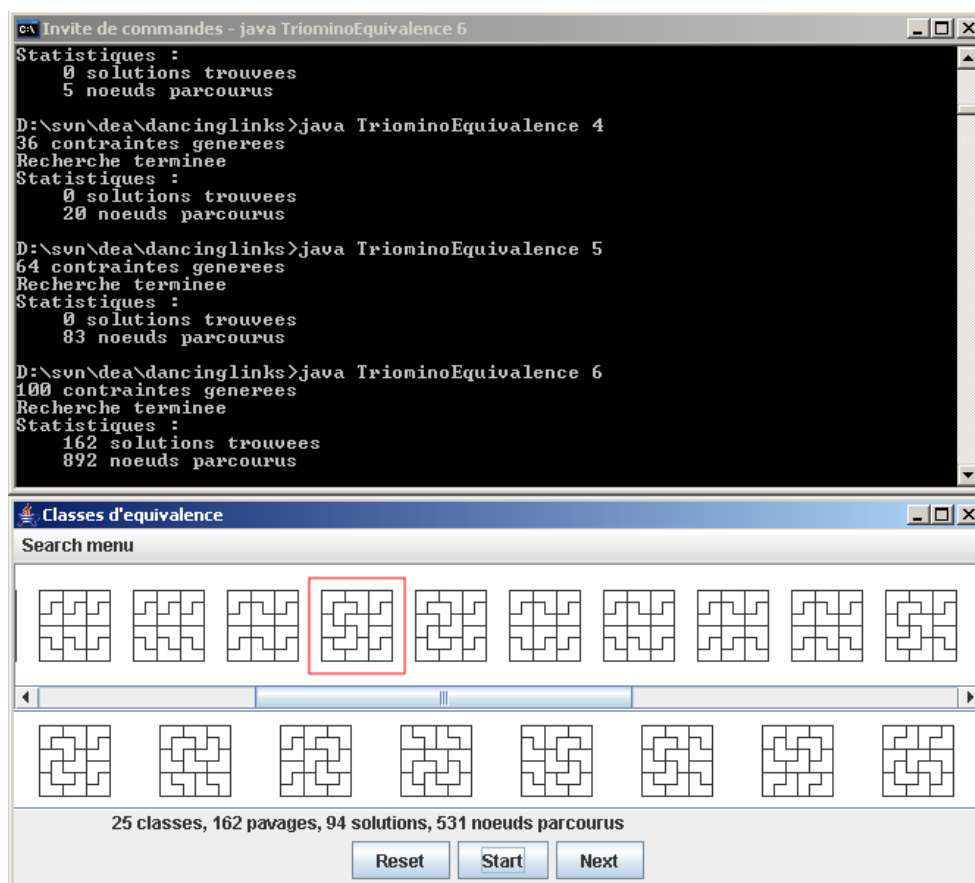 Invite de commandes - java TriominoEquivalence 6
Statistiques :
0 solutions trouvees
5 noeuds parcourus
D:\svn\dea\dancinglinks>java TriominoEquivalence 4
36 contraintes generees
Recherche terminee
Statistiques :
0 solutions trouvees
20 noeuds parcourus
D:\svn\dea\dancinglinks>java TriominoEquivalence 5
64 contraintes generees
Recherche terminee
Statistiques :
0 solutions trouvees
83 noeuds parcourus
D:\svn\dea\dancinglinks>java TriominoEquivalence 6
100 contraintes generees
Recherche terminee
Statistiques :
162 solutions trouvees
892 noeuds parcourus
Classes d'equivalence
Search menu
25 classes, 162 pavages, 94 solutions, 531 noeuds parcourus
Reset Start Next